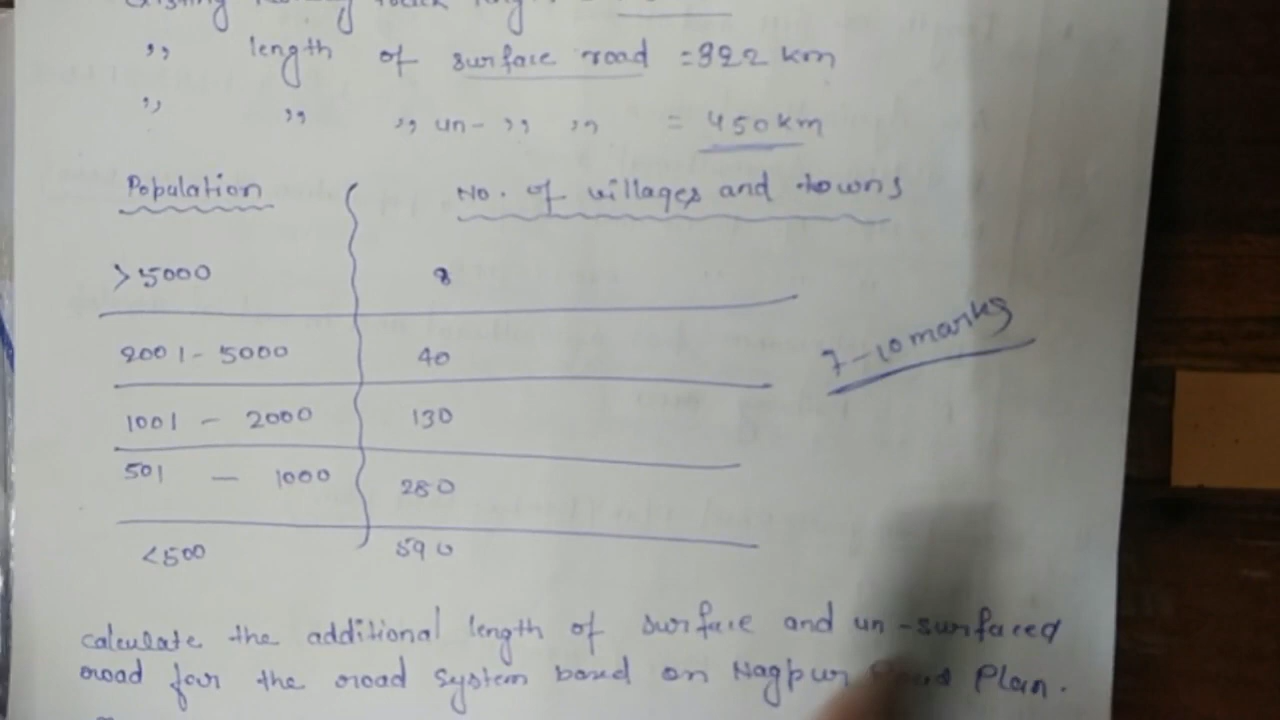 length
,, length of surface road = 322 km
,, ,, ,, un- ,, ,, = 450 km
Population No. of villages and towns
>5000 8
2001 - 5000 40
1001 - 2000 130
501 - 1000 280
<500 590
7-10 marks
calculate the additional length of surface and un-surfaced
road for the road system based on Nagpur Plan.